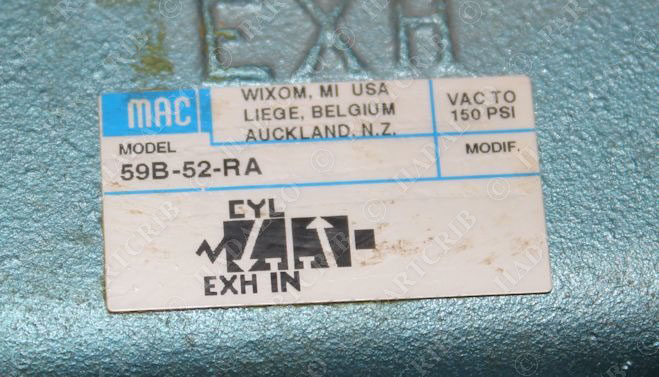 EXH
MAC
WIXOM, MI USA
LIEGE, BELGIUM
AUCKLAND, N.Z.
VAC TO
150 PSI
MODEL
59B-52-RA
MODIF.
CYL
EXH IN